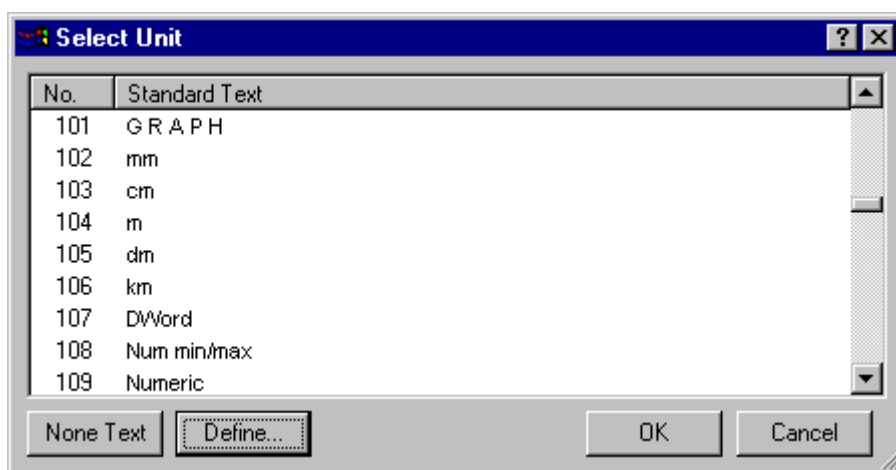 Select Unit
No. Standard Text
101 G R A P H
102 mm
103 cm
104 m
105 dm
106 km
107 DWord
108 Num min/max
109 Numeric
None Text Define... OK Cancel